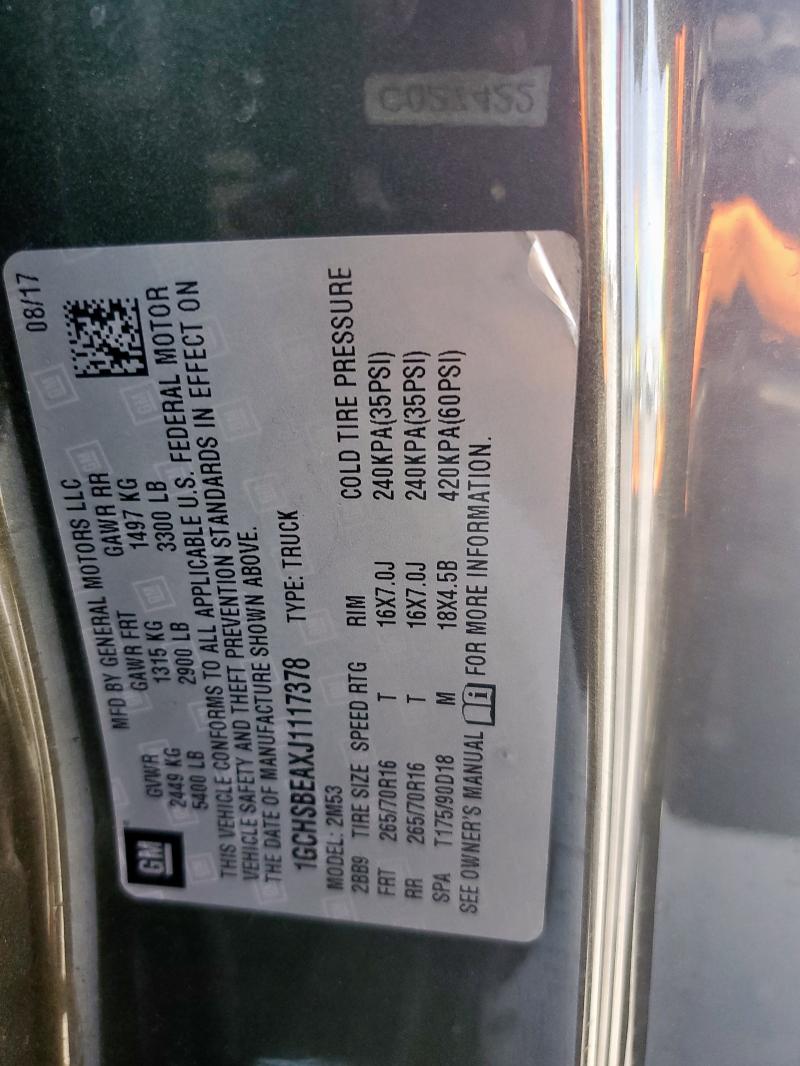 08/17
MFD BY GENERAL MOTORS LLC
GM
GVWR GAWR FRT GAWR RR
2449 KG 1315 KG 1497 KG
5400 LB 2900 LB 3300 LB
THIS VEHICLE CONFORMS TO ALL APPLICABLE U.S. FEDERAL MOTOR
VEHICLE SAFETY AND THEFT PREVENTION STANDARDS IN EFFECT ON
THE DATE OF MANUFACTURE SHOWN ABOVE.
1GCHSBEAXJ1117378 TYPE: TRUCK
MODEL: 2M53
2BB9 TIRE SIZE SPEED RTG RIM COLD TIRE PRESSURE
FRT 265/70R16 T 16X7.0J 240KPA(35PSI)
RR 265/70R16 T 16X7.0J 240KPA(35PSI)
SPA T175/90D18 M 18X4.5B 420KPA(60PSI)
SEE OWNER'S MANUAL FOR MORE INFORMATION.